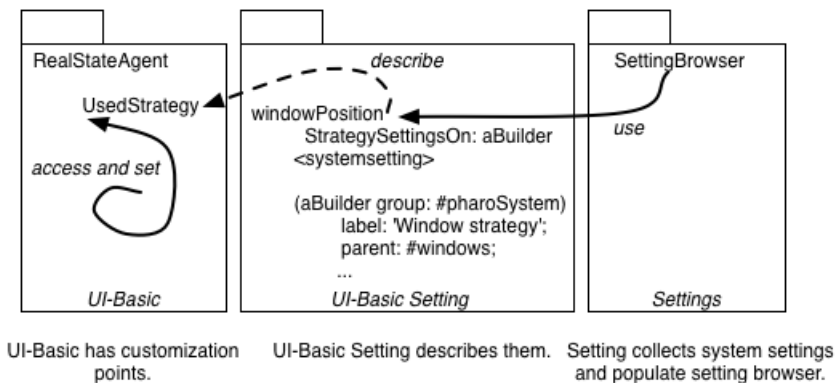 RealStateAgent
UsedStrategy
access and set
UI-Basic
describe
windowPosition
StrategySettingsOn: aBuilder
<systemsetting>
(aBuilder group: #pharoSystem)
label: 'Window strategy';
parent: #windows;
...
UI-Basic Setting
SettingBrowser
use
Settings
UI-Basic has customization
points.
UI-Basic Setting describes them.
Setting collects system settings
and populate setting browser.